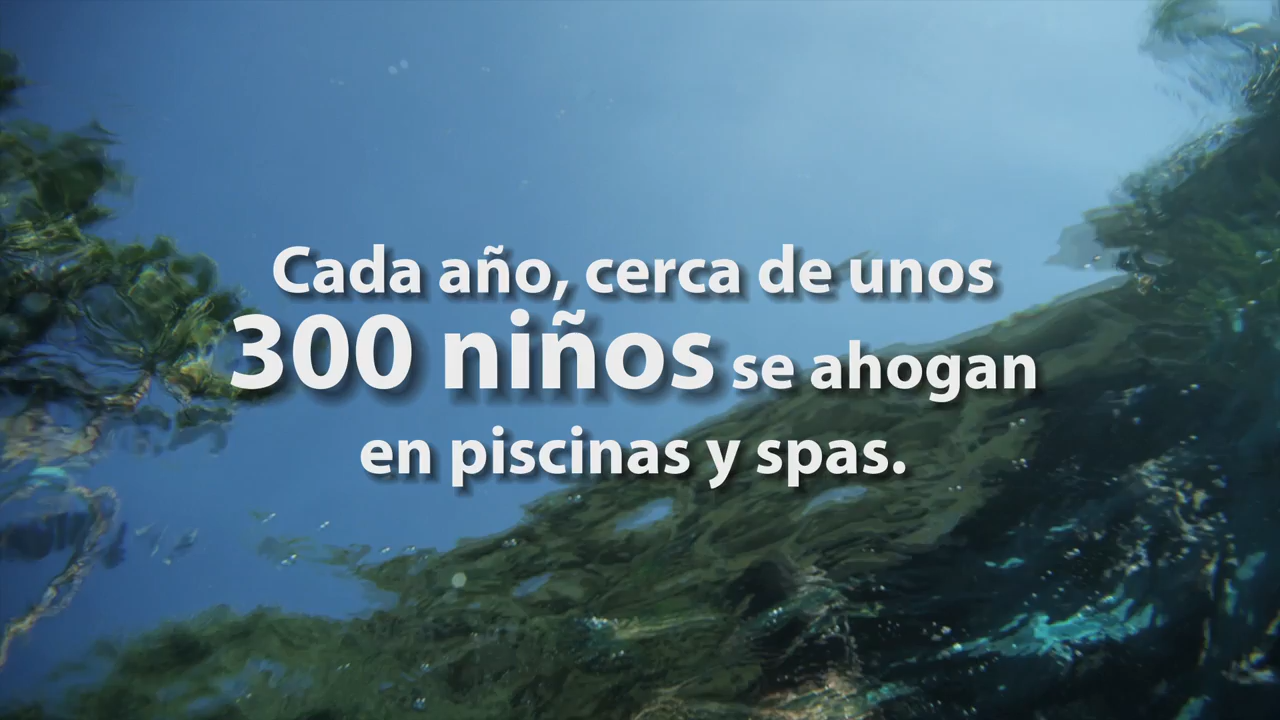 Cada año, cerca de unos
300 niños se ahogan
en piscinas y spas.